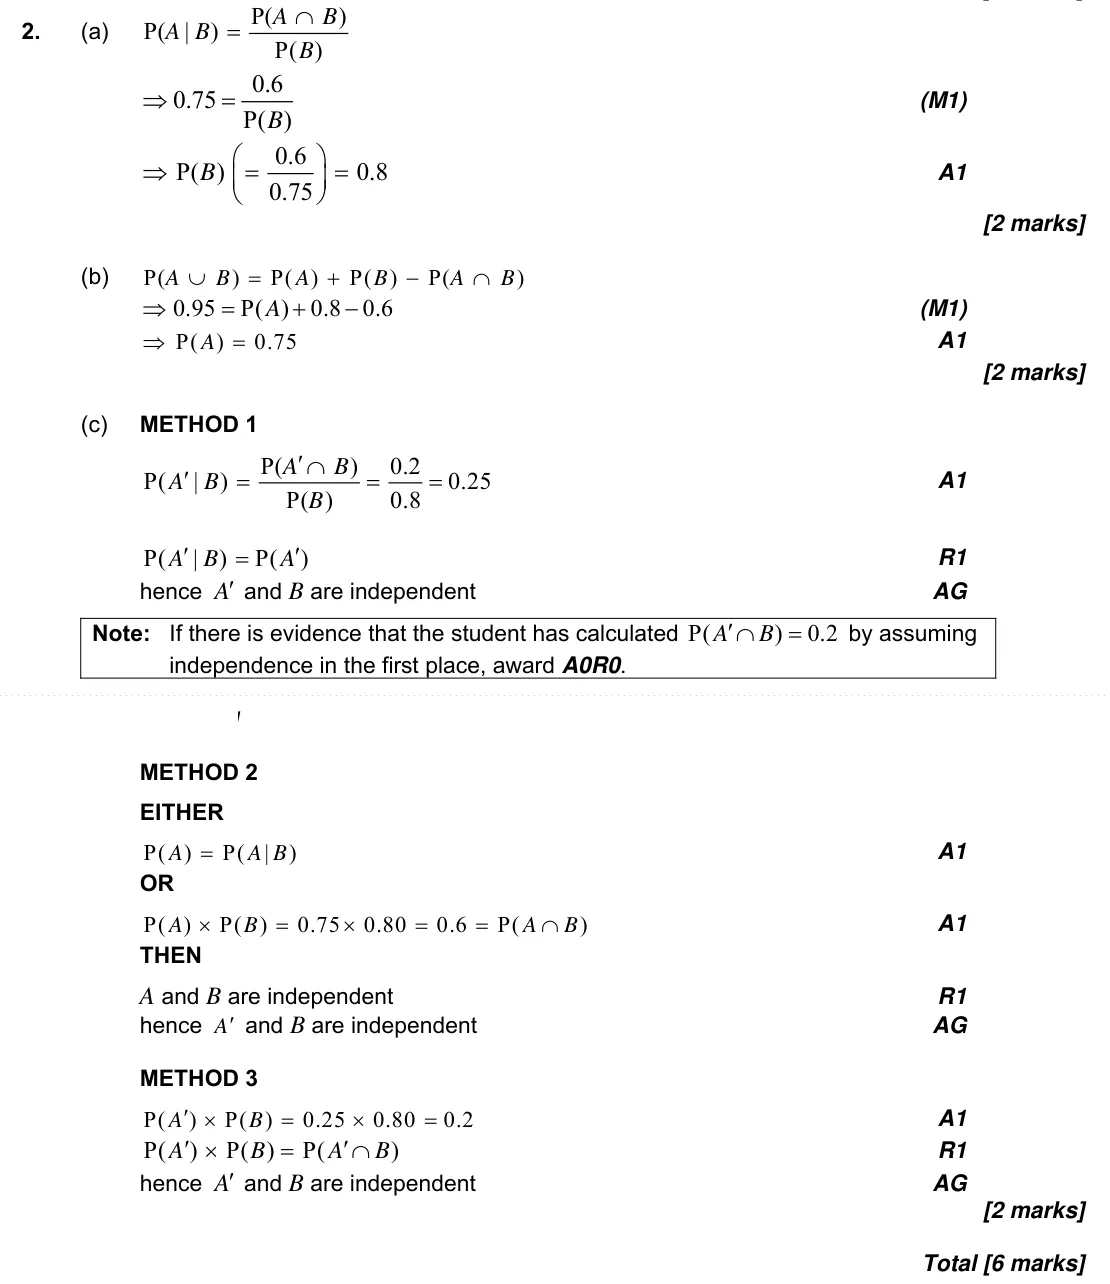 2. (a) P(A | B) = P(A ∩ B) / P(B)
⇒ 0.75 = 0.6 / P(B) (M1)
⇒ P(B) (= 0.6 / 0.75) = 0.8 A1
[2 marks]
(b) P(A ∪ B) = P(A) + P(B) − P(A ∩ B)
⇒ 0.95 = P(A) + 0.8 − 0.6 (M1)
⇒ P(A) = 0.75 A1
[2 marks]
(c) METHOD 1
P(A′ | B) = P(A′ ∩ B) / P(B) = 0.2 / 0.8 = 0.25 A1
P(A′ | B) = P(A′) R1
hence A′ and B are independent AG
Note: If there is evidence that the student has calculated P(A′ ∩ B) = 0.2 by assuming
independence in the first place, award A0R0.
METHOD 2
EITHER
P(A) = P(A | B) A1
OR
P(A) × P(B) = 0.75 × 0.80 = 0.6 = P(A ∩ B) A1
THEN
A and B are independent R1
hence A′ and B are independent AG
METHOD 3
P(A′) × P(B) = 0.25 × 0.80 = 0.2 A1
P(A′) × P(B) = P(A′ ∩ B) R1
hence A′ and B are independent AG
[2 marks]
Total [6 marks]